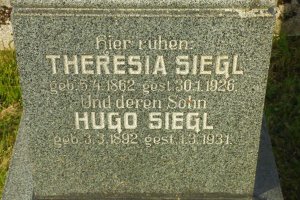 Hier ruhen:
THERESIA SIEGL
geb. 5.4.1862 gest. 30.1.1926.
Und deren Sohn
HUGO SIEGL
geb. 3.3.1892 gest. 1.3.1931.